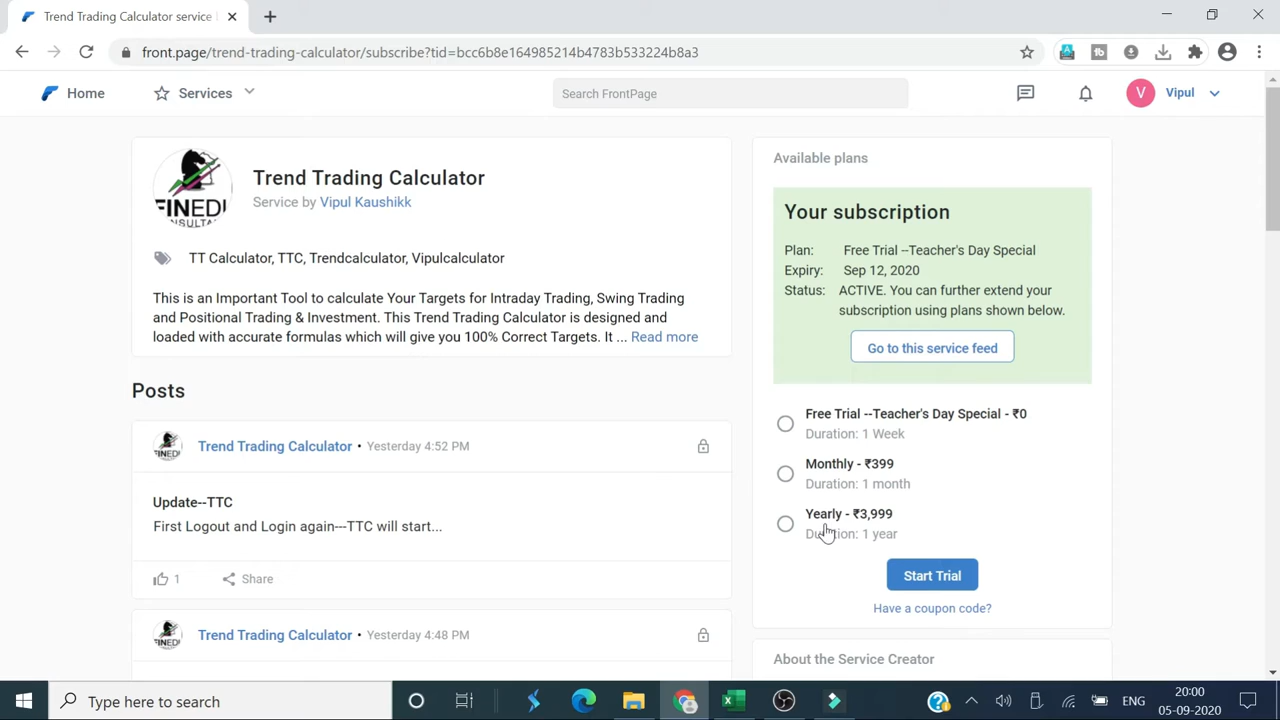 Trend Trading Calculator service
front.page/trend-trading-calculator/subscribe?tid=bcc6b8e164985214b4783b533224b8a3
Home
Services
Search FrontPage
V
Vipul
FINEDU
CONSULTA
Trend Trading Calculator
Service by Vipul Kaushikk
TT Calculator, TTC, Trendcalculator, Vipulcalculator
This is an Important Tool to calculate Your Targets for Intraday Trading, Swing Trading
and Positional Trading & Investment. This Trend Trading Calculator is designed and
loaded with accurate formulas which will give you 100% Correct Targets. It ... Read more
Posts
Trend Trading Calculator • Yesterday 4:52 PM
Update--TTC
First Logout and Login again---TTC will start...
1
Share
Trend Trading Calculator • Yesterday 4:48 PM
Available plans
Your subscription
Plan: Free Trial --Teacher's Day Special
Expiry: Sep 12, 2020
Status: ACTIVE. You can further extend your
subscription using plans shown below.
Go to this service feed
Free Trial --Teacher's Day Special - ₹0
Duration: 1 Week
Monthly - ₹399
Duration: 1 month
Yearly - ₹3,999
Duration: 1 year
Start Trial
Have a coupon code?
About the Service Creator
Type here to search
ENG
20:00
05-09-2020